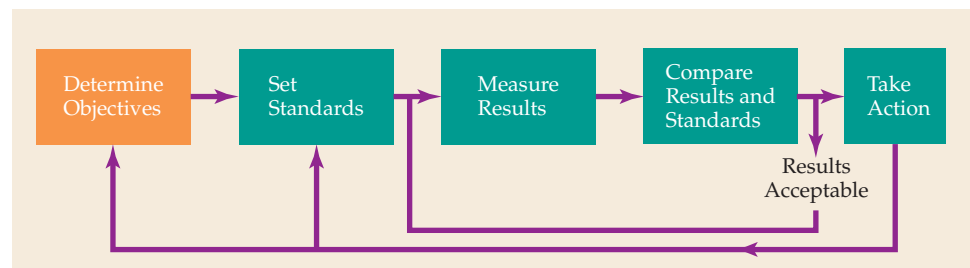 Determine
Objectives
Set
Standards
Measure
Results
Compare
Results and
Standards
Take
Action
Results
Acceptable